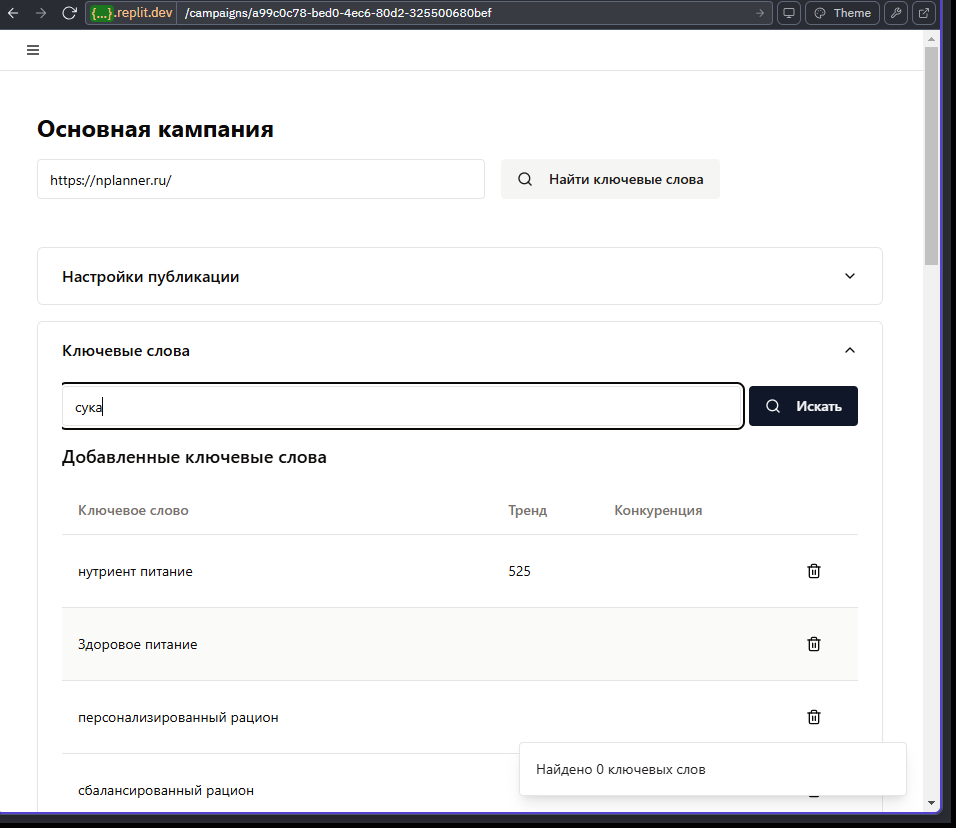 {...}.replit.dev /campaigns/a99c0c78-bed0-4ec6-80d2-325500680bef Theme
Основная кампания
https://nplanner.ru/ Найти ключевые слова
Настройки публикации
Ключевые слова
сука Искать
Добавленные ключевые слова
Ключевое слово Тренд Конкуренция
нутриент питание 525
Здоровое питание
персонализированный рацион
сбалансированный рацион
Найдено 0 ключевых слов